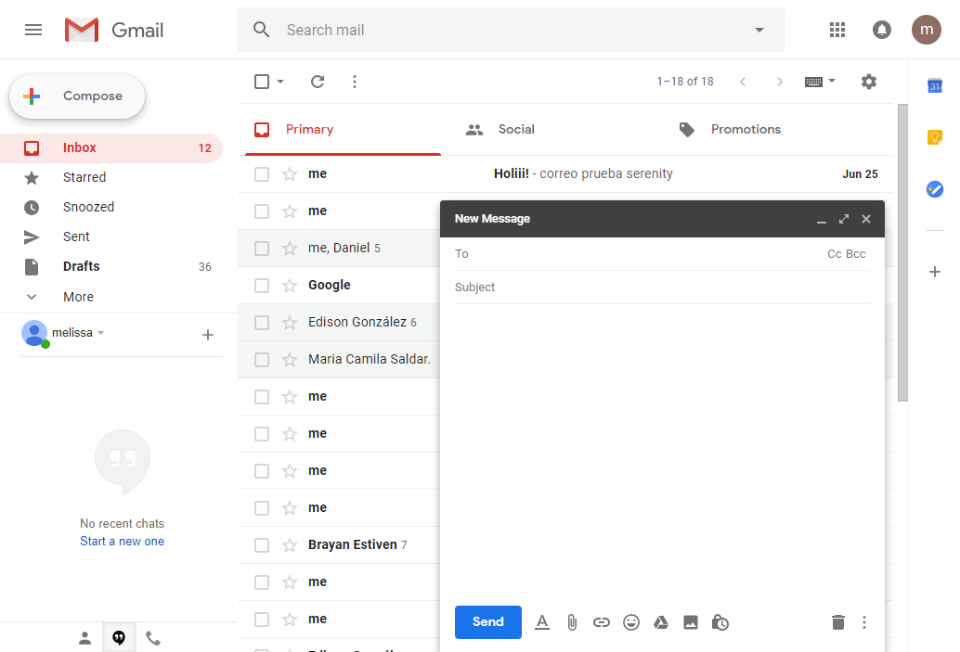 Gmail
Search mail
m
Compose
1–18 of 18
31
Primary
Social
Promotions
Inbox 12
Starred
Snoozed
Sent
Drafts 36
More
melissa
No recent chats
Start a new one
me Holiii! - correo prueba serenity Jun 25
me
me, Daniel 5
Google
Edison González 6
Maria Camila Saldar.
me
me
me
me
Brayan Estiven 7
me
me
New Message
To Cc Bcc
Subject
Send